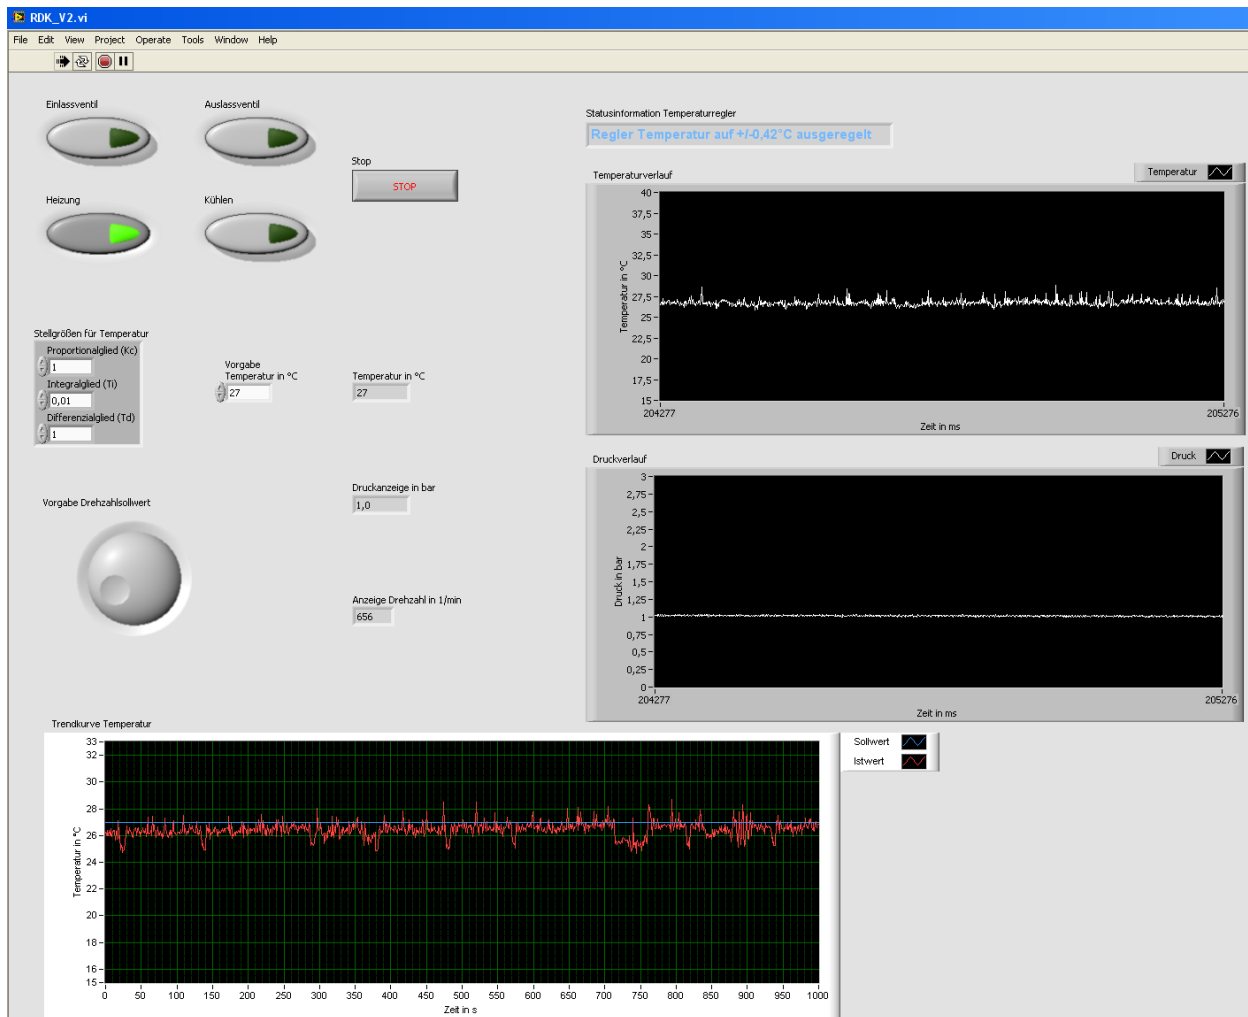 RDK_V2.vi
File Edit View Project Operate Tools Window Help
Einlassventil
Auslassventil
Stop
STOP
Heizung
Kühlen
Statusinformation Temperaturregler
Regler Temperatur auf +/-0,42°C ausgeregelt
Temperaturverlauf
Temperatur
40
37,5
35
32,5
30
27,5
25
22,5
20
17,5
15
Temperatur in °C
204277
205276
Zeit in ms
Stellgrößen für Temperatur
Proportionalglied (Kc)
1
Integralglied (Ti)
0,01
Differenzialglied (Td)
1
Vorgabe
Temperatur in °C
27
Temperatur in °C
27
Druckverlauf
Druck
3
2,75
2,5
2,25
2
1,75
1,5
1,25
1
0,75
0,5
0,25
0
Druck in bar
204277
205276
Zeit in ms
Druckanzeige in bar
1,0
Vorgabe Drehzahlsollwert
Anzeige Drehzahl in 1/min
656
Trendkurve Temperatur
33
32
30
28
26
24
22
20
18
16
15
Temperatur in °C
0 50 100 150 200 250 300 350 400 450 500 550 600 650 700 750 800 850 900 950 1000
Zeit in s
Sollwert
Istwert